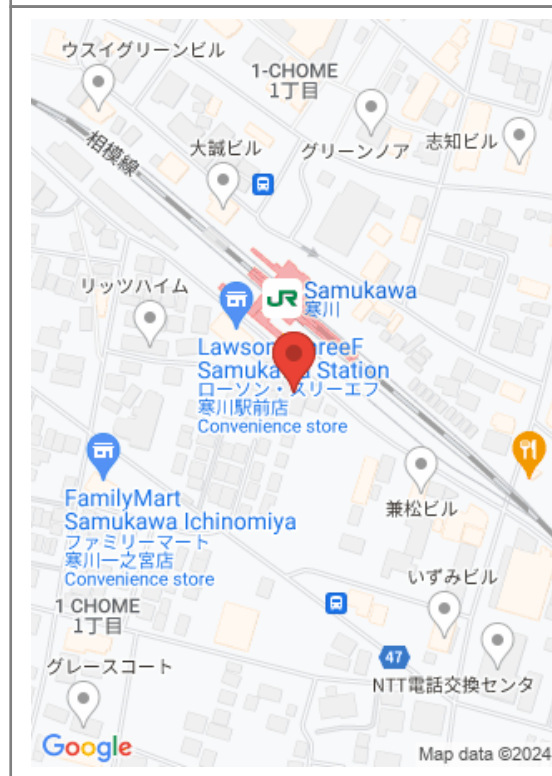 ウスイグリーンビル
1-CHOME
1丁目
相模線
大誠ビル
グリーンノア
志知ビル
リッツハイム
JR
Samukawa
寒川
Samukawa Station
ローソン・スリーエフ
寒川駅前店
Convenience store
FamilyMart
Samukawa Ichinomiya
ファミリーマート
寒川一之宮店
Convenience store
兼松ビル
いずみビル
1 CHOME
1丁目
47
NTT電話交換センタ
グレースコート
Google
Map data ©2024